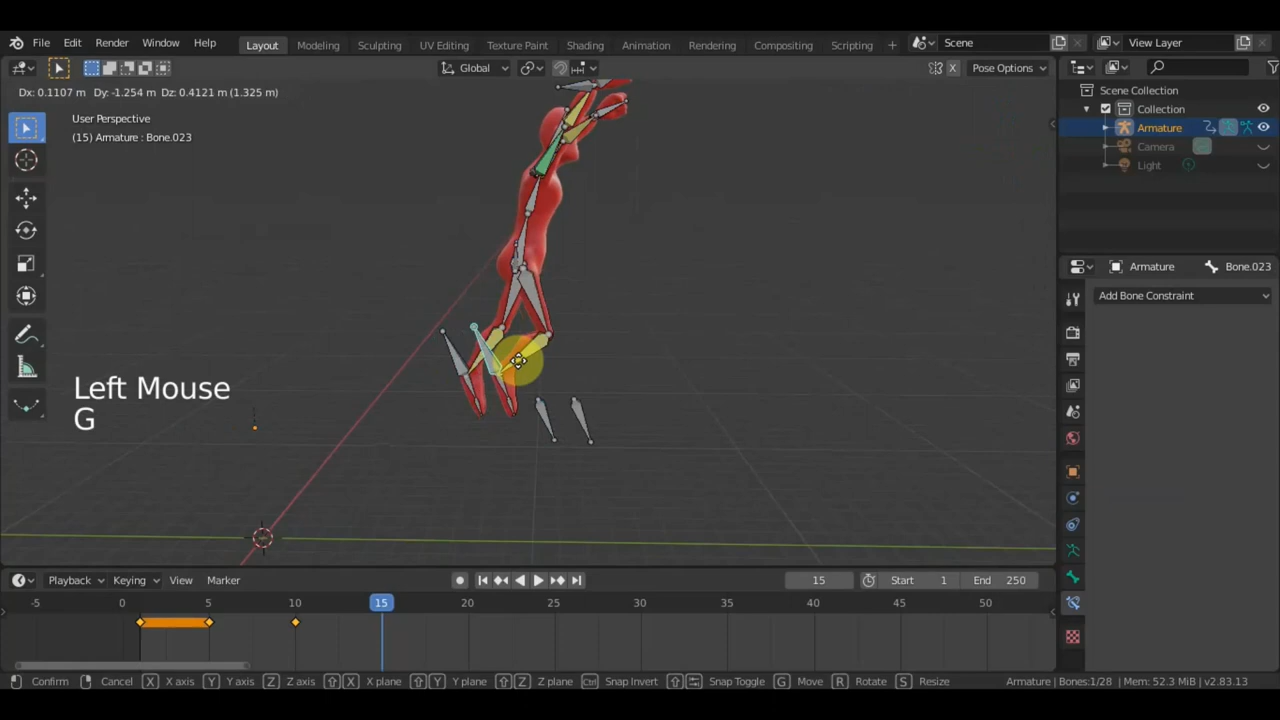 File Edit Render Window Help Layout Modeling Sculpting UV Editing Texture Paint Shading Animation Rendering Compositing Scripting + Scene View Layer
Global X Pose Options
Dx: 0.1107 m Dy: -1.254 m Dz: 0.4121 m (1.325 m)
User Perspective
(15) Armature : Bone.023
Scene Collection
Collection
Armature
Camera
Light
Armature Bone.023
Add Bone Constraint
Left Mouse
G
Playback Keying View Marker 15 Start 1 End 250
-5 0 5 10 15 20 25 30 35 40 45 50
Confirm Cancel X X axis Y Y axis Z Z axis X X plane Y Y plane Z Z plane Ctrl Snap Invert Snap Toggle G Move R Rotate S Resize Armature | Bones:1/28 | Mem: 52.3 MiB | v2.83.13